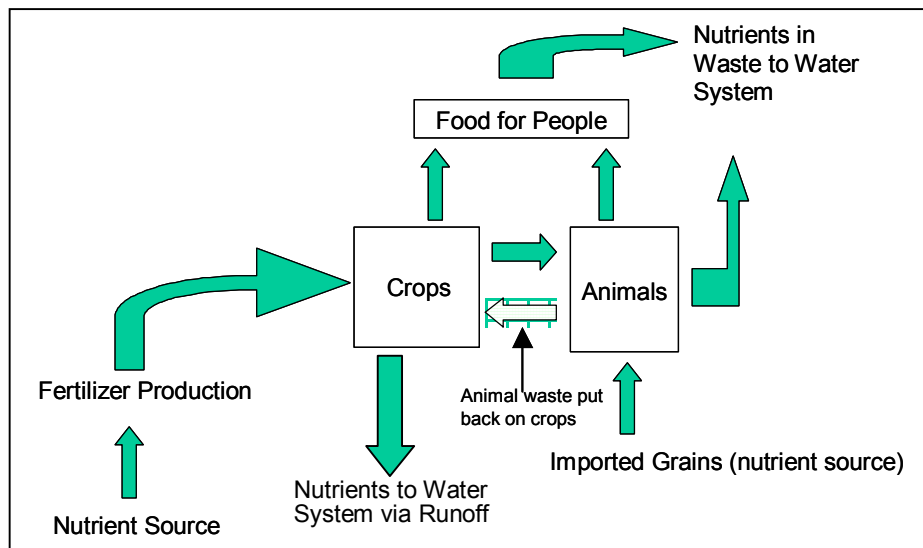 Nutrients in
Waste to Water
System
Food for People
Crops
Animals
Fertilizer Production
Animal waste put
back on crops
Imported Grains (nutrient source)
Nutrients to Water
System via Runoff
Nutrient Source